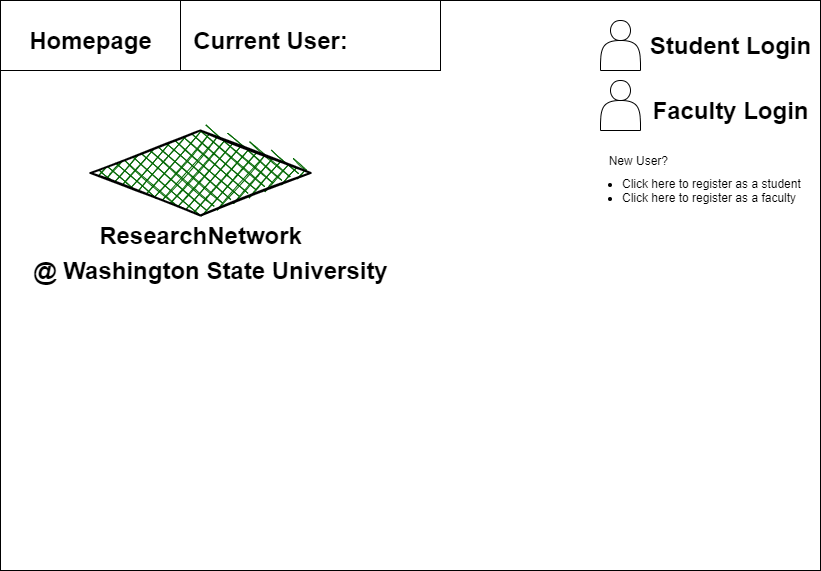 Homepage
Current User:
Student Login
Faculty Login
New User?
Click here to register as a student
Click here to register as a faculty
ResearchNetwork
@ Washington State University